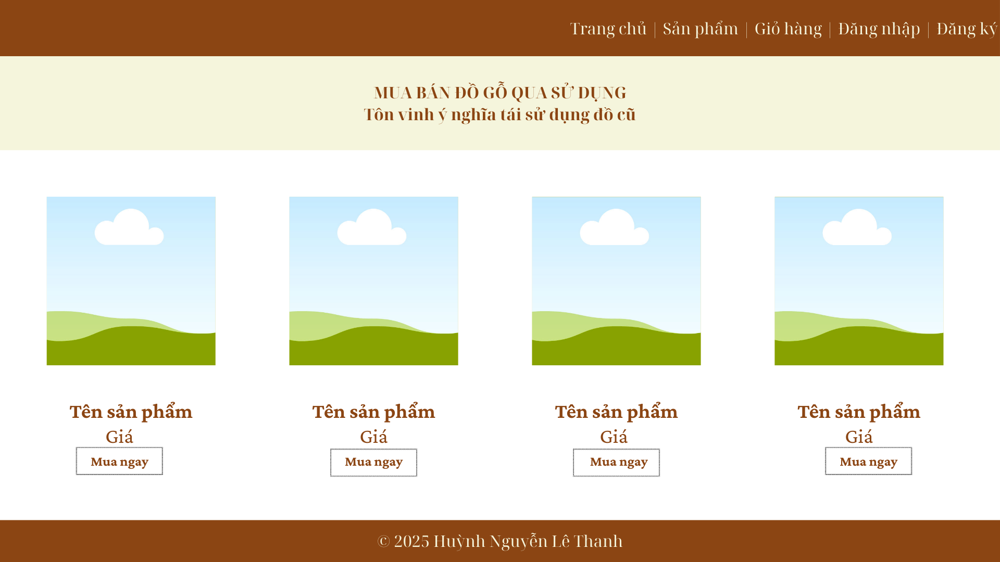 Trang chủ | Sản phẩm | Giỏ hàng | Đăng nhập | Đăng ký
MUA BÁN ĐỒ GỖ QUA SỬ DỤNG
Tôn vinh ý nghĩa tái sử dụng đồ cũ
Tên sản phẩm
Giá
Mua ngay
Tên sản phẩm
Giá
Mua ngay
Tên sản phẩm
Giá
Mua ngay
Tên sản phẩm
Giá
Mua ngay
© 2025 Huỳnh Nguyễn Lê Thanh